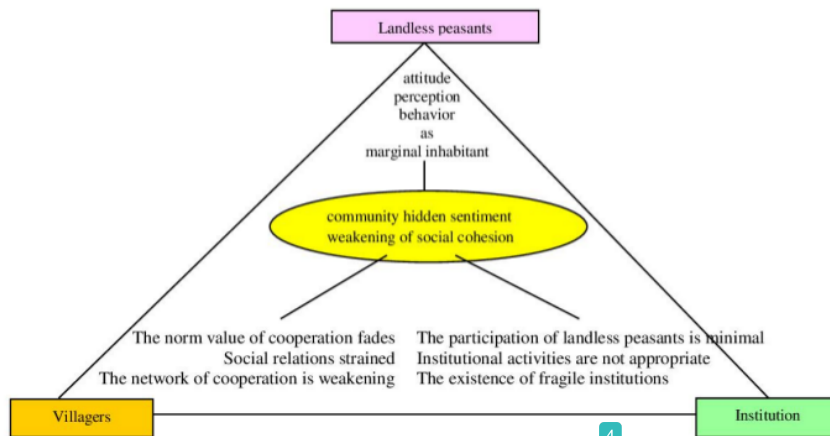 Landless peasants
attitude
perception
behavior
as
marginal inhabitant
community hidden sentiment
weakening of social cohesion
The norm value of cooperation fades
Social relations strained
The network of cooperation is weakening
The participation of landless peasants is minimal
Institutional activities are not appropriate
The existence of fragile institutions
Villagers
Institution
4